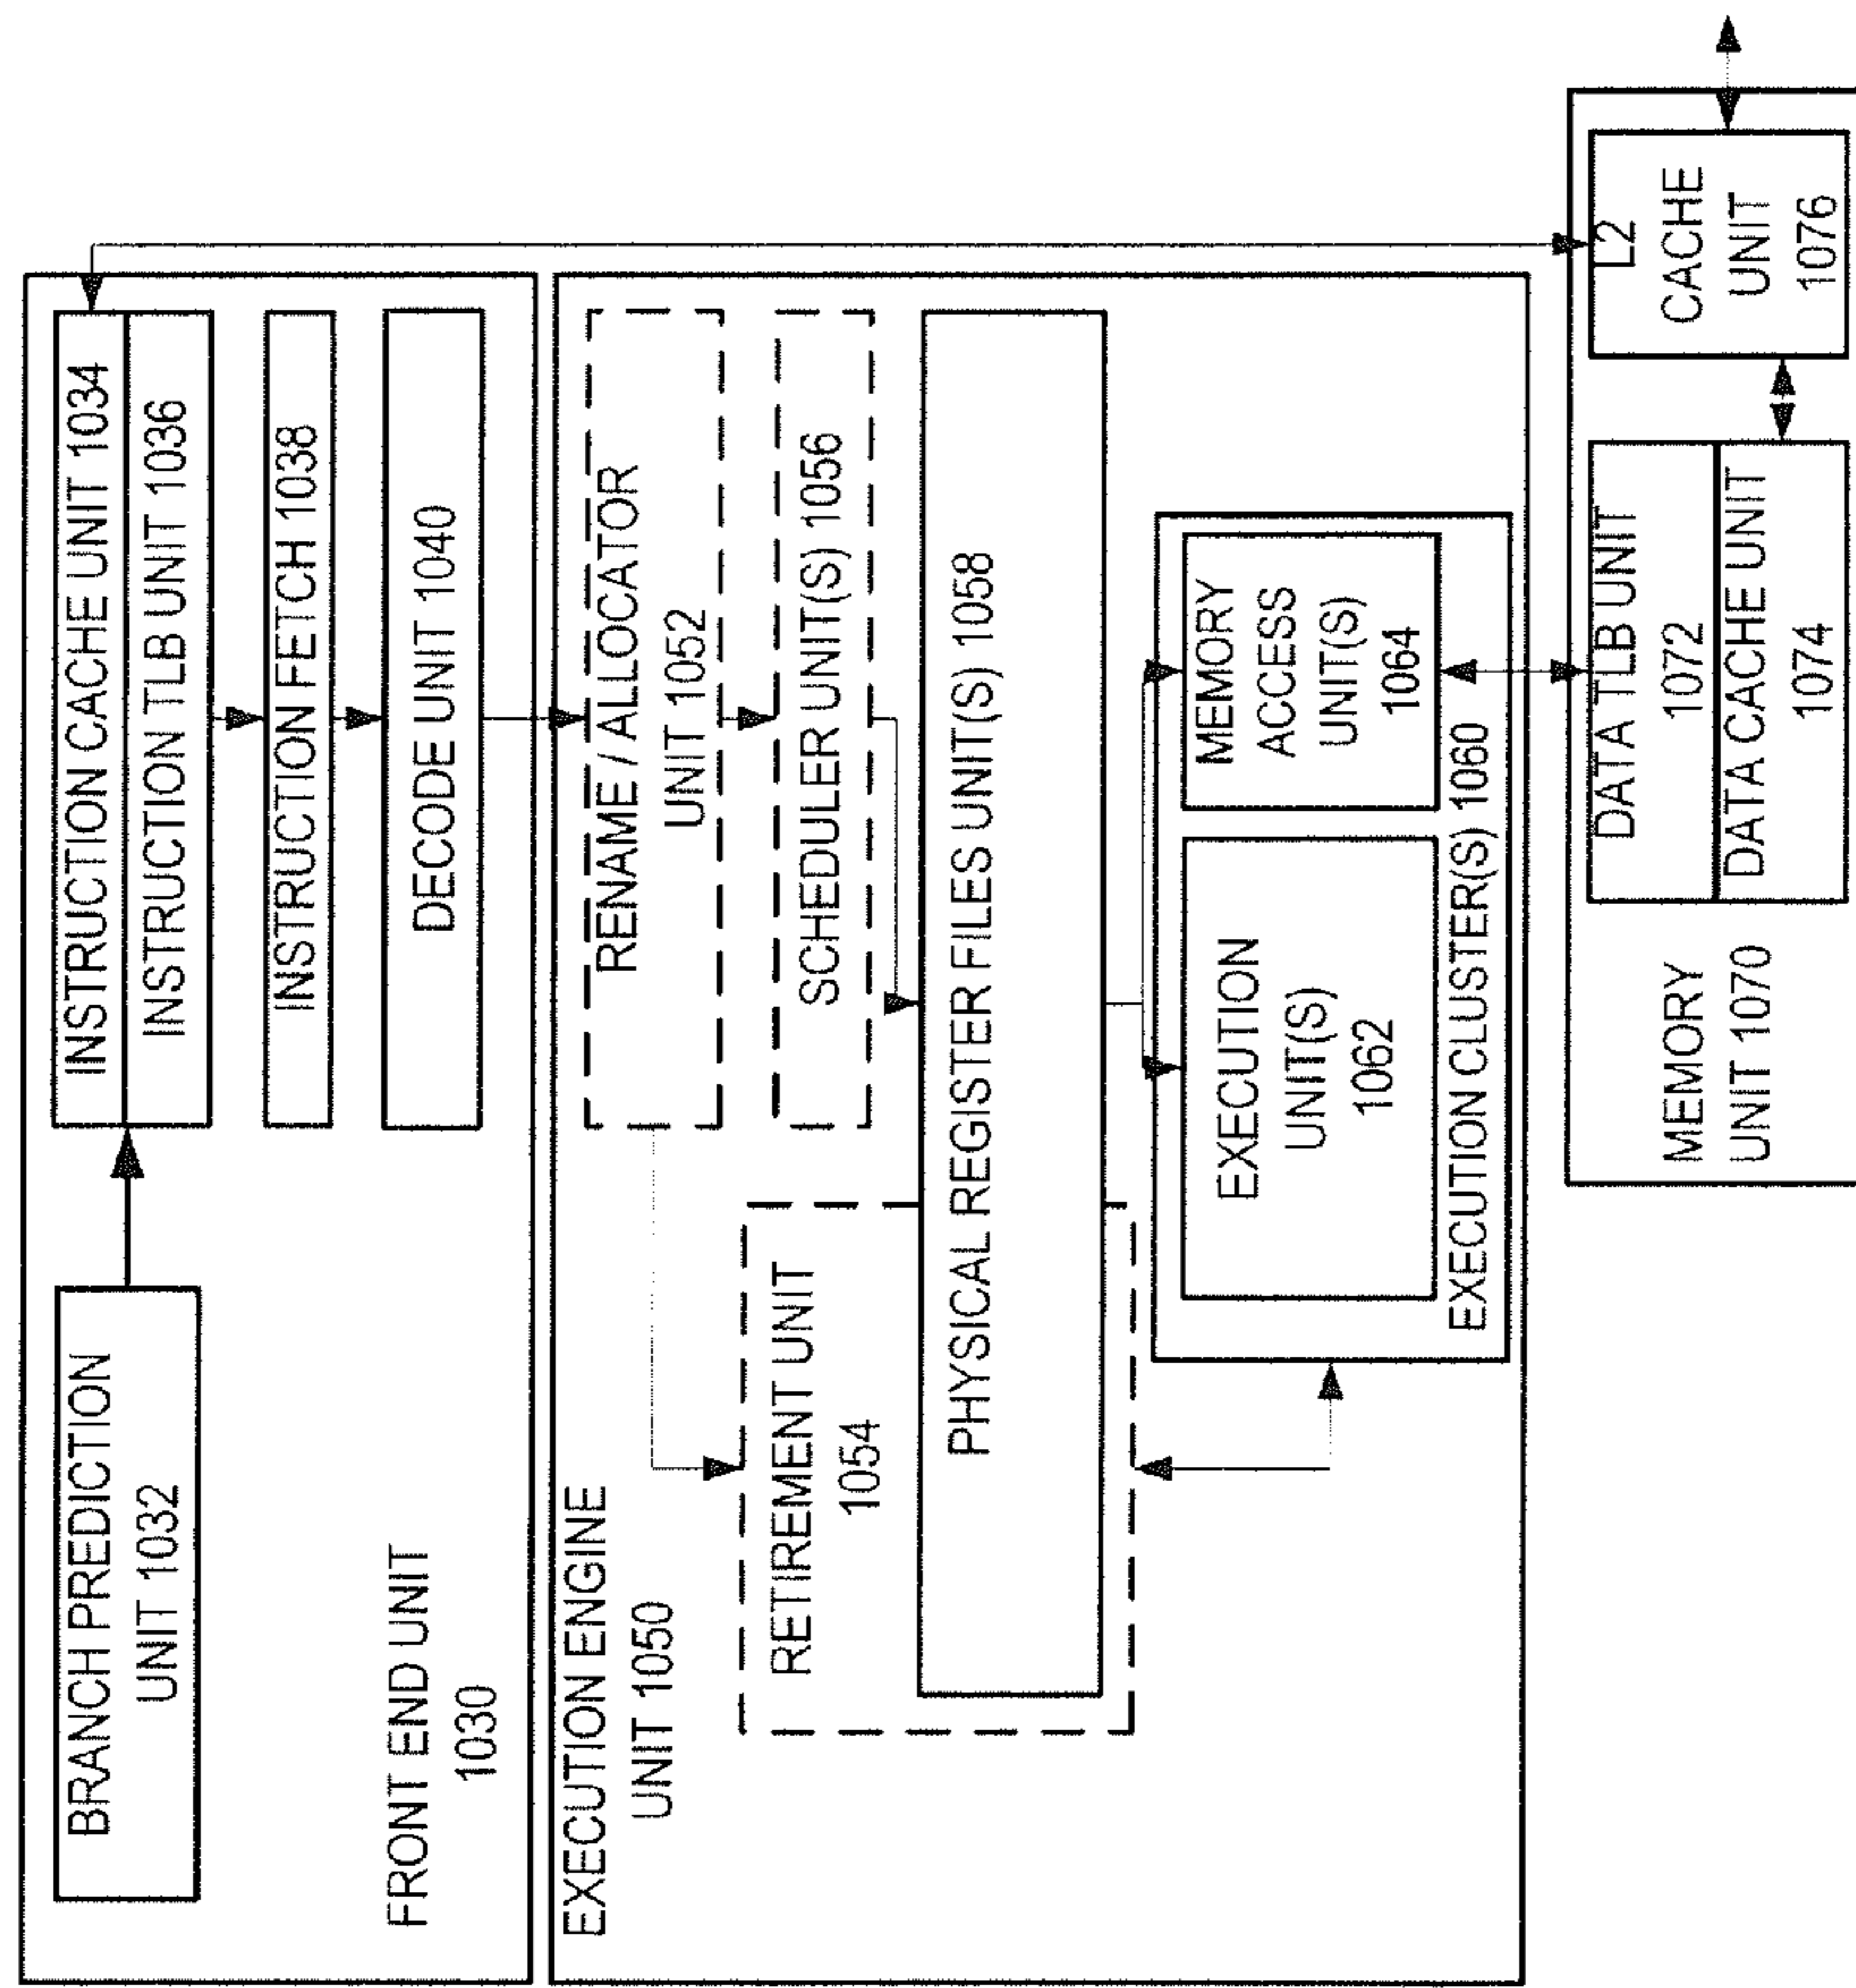 BRANCH PREDICTION
UNIT 1032
INSTRUCTION CACHE UNIT 1034
INSTRUCTION TLB UNIT 1036
INSTRUCTION FETCH 1038
DECODE UNIT 1040
FRONT END UNIT
1030
EXECUTION ENGINE
UNIT 1050
RENAME / ALLOCATOR
UNIT 1052
SCHEDULER UNIT(S) 1056
RETIREMENT UNIT
1054
PHYSICAL REGISTER FILES UNIT(S) 1058
EXECUTION
UNIT(S)
1062
MEMORY
ACCESS
UNIT(S)
1064
EXECUTION CLUSTER(S) 1060
MEMORY
UNIT 1070
DATA TLB UNIT
1072
DATA CACHE UNIT
1074
L2
CACHE
UNIT
1076